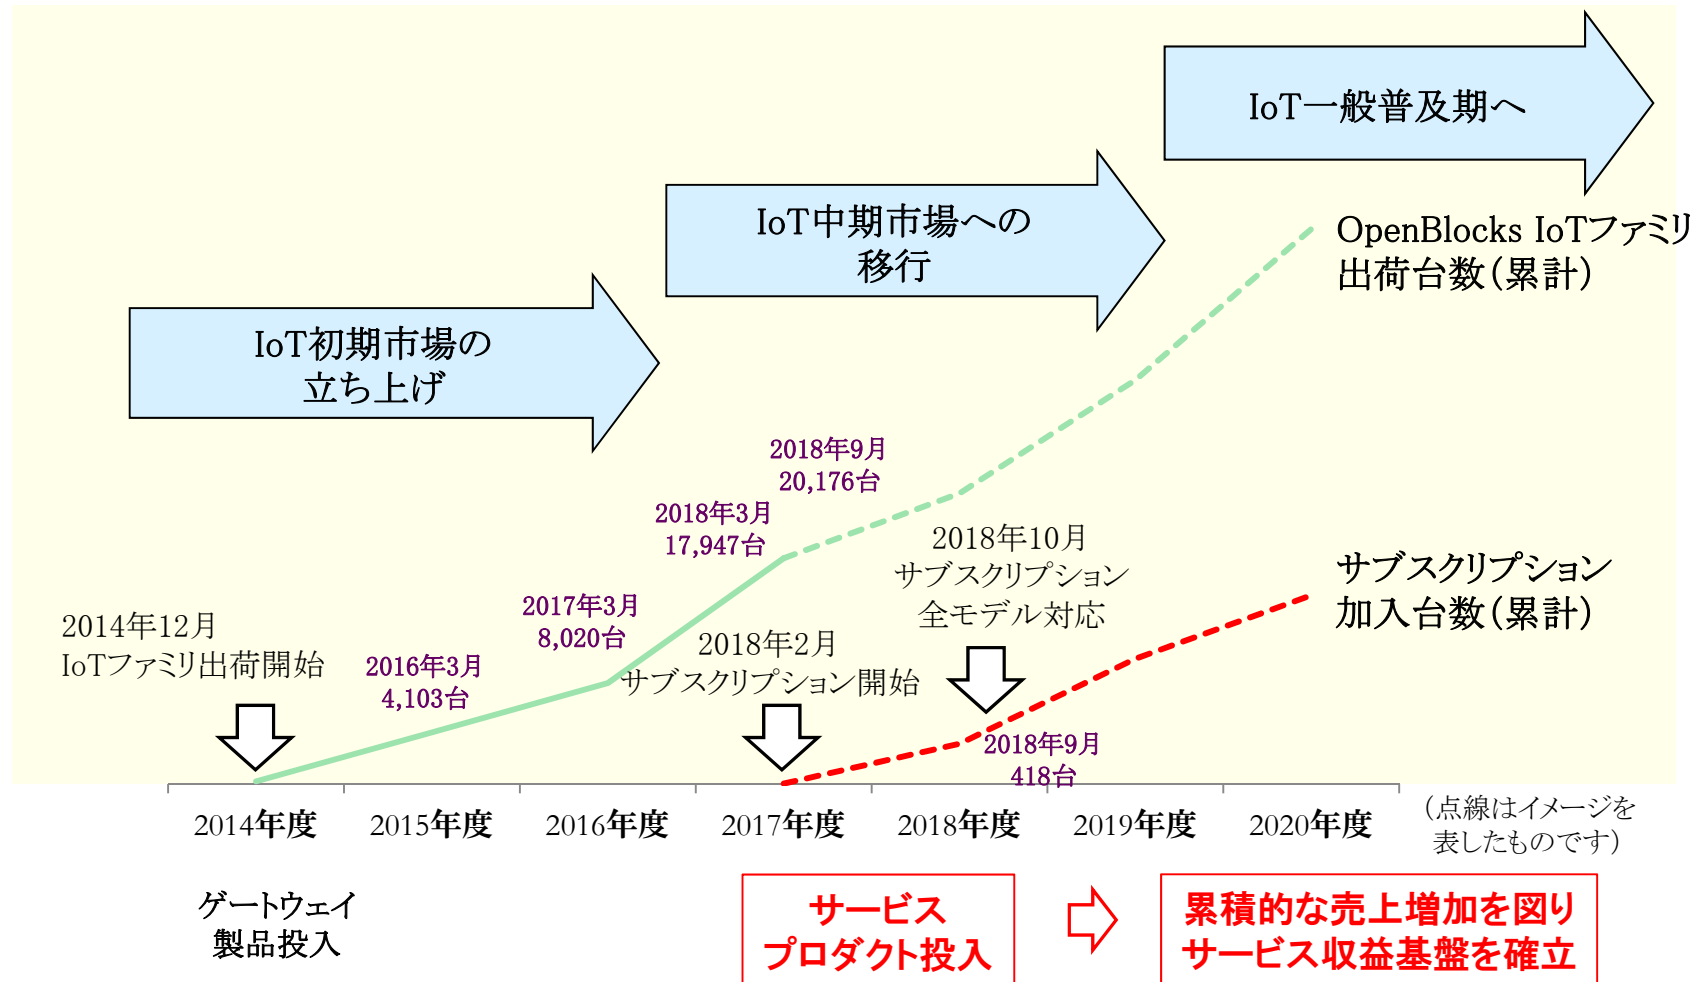 IoT一般普及期へ
IoT中期市場への
移行
OpenBlocks IoTファミリ
出荷台数（累計）
IoT初期市場の
立ち上げ
2018年9月
20,176台
2018年3月
17,947台
2018年10月
サブスクリプション
全モデル対応
サブスクリプション
加入台数（累計）
2017年3月
8,020台
2014年12月
IoTファミリ出荷開始
2018年2月
サブスクリプション開始
2016年3月
4,103台
2018年9月
418台
2014年度
2015年度
2016年度
2017年度
2018年度
2019年度
2020年度
（点線はイメージを
表したものです）
ゲートウェイ
製品投入
サービス
プロダクト投入
累積的な売上増加を図り
サービス収益基盤を確立